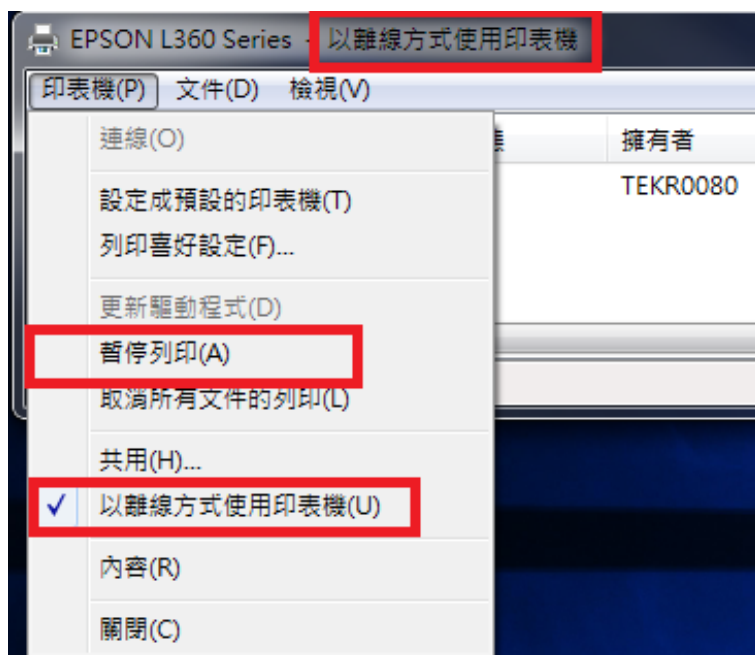 EPSON L360 Series - 以離線方式使用印表機
印表機(P) 文件(D) 檢視(V)
擁有者
TEKR0080
連線(O)
設定成預設的印表機(T)
列印喜好設定(F)...
更新驅動程式(D)
暫停列印(A)
取消所有文件的列印(L)
共用(H)...
以離線方式使用印表機(U)
內容(R)
關閉(C)